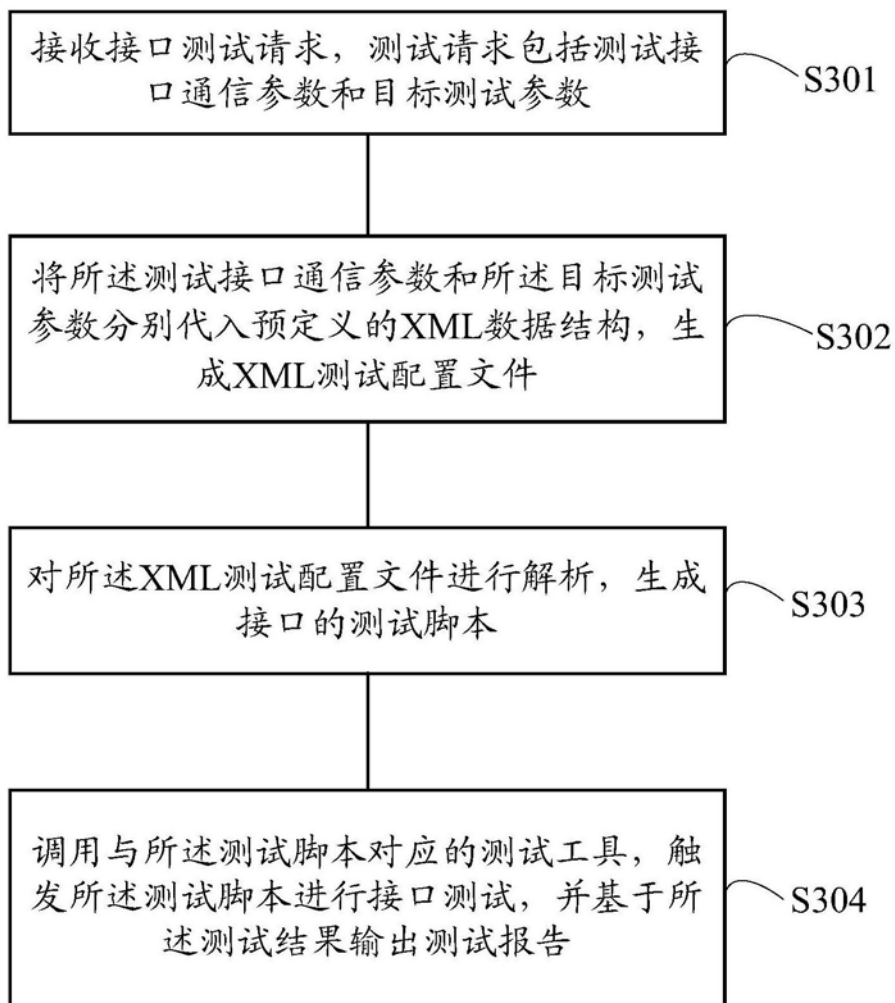 接收接口测试请求，测试请求包括测试接
口通信参数和目标测试参数
S301
将所述测试接口通信参数和所述目标测试
参数分别代入预定义的XML数据结构，生
成XML测试配置文件
S302
对所述XML测试配置文件进行解析，生成
接口的测试脚本
S303
调用与所述测试脚本对应的测试工具，触
发所述测试脚本进行接口测试，并基于所
述测试结果输出测试报告
S304